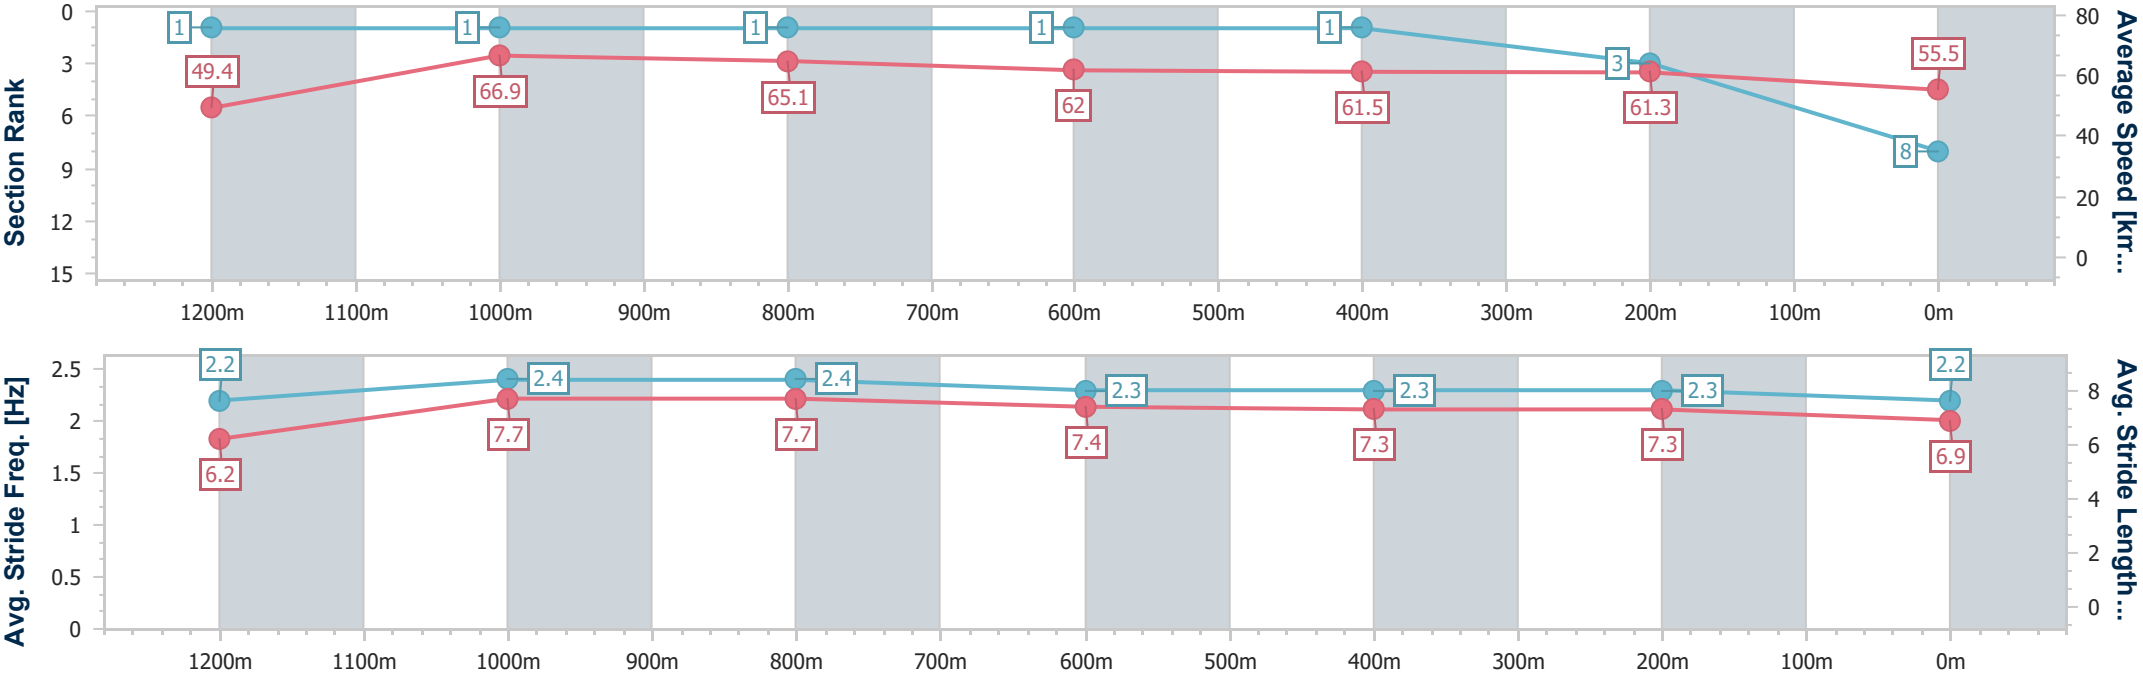 Section Rank
0
3
6
9
12
15
1 1 1 1 1 3 8
49.4 66.9 65.1 62 61.5 61.3 55.5
80
60
40
20
0
Average Speed [km...
1200m 1100m 1000m 900m 800m 700m 600m 500m 400m 300m 200m 100m 0m
Avg. Stride Freq. [Hz]
2.5
2
1.5
1
0.5
0
2.2 2.4 2.4 2.3 2.3 2.3 2.2
6.2 7.7 7.7 7.4 7.3 7.3 6.9
8
6
4
2
0
Avg. Stride Length...
1200m 1100m 1000m 900m 800m 700m 600m 500m 400m 300m 200m 100m 0m